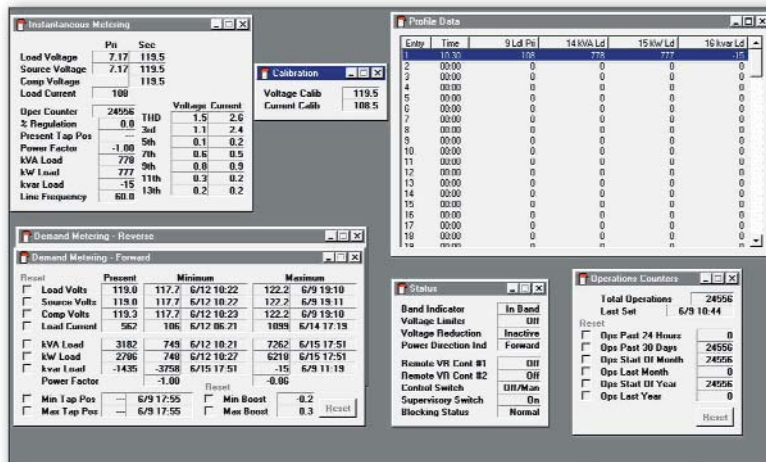 Instantaneous Metering
Pri Sec
Load Voltage 7.17 119.5
Source Voltage 7.17 119.5
Comp Voltage 119.5
Load Current 108
Oper Counter 24556
% Regulation 0.0
Present Tap Pos ---
Power Factor -1.00
kVA Load 778
kW Load 777
kvar Load -15
Line Frequency 60.0
Voltage Current
THD 1.5 2.6
3rd 1.1 2.4
5th 0.1 0.2
7th 0.6 0.5
9th 0.8 0.9
11th 0.3 0.2
13th 0.2 0.2
Calibration
Voltage Calib 119.5
Current Calib 108.5
Profile Data
Entry Time 9 Ldl Pri 14 kVA Ld 15 kW Ld 16 kvar Ld
1 10:30 108 778 777 -15
2 00:00 0 0 0 0
3 00:00 0 0 0 0
4 00:00 0 0 0 0
5 00:00 0 0 0 0
6 00:00 0 0 0 0
7 00:00 0 0 0 0
8 00:00 0 0 0 0
9 00:00 0 0 0 0
10 00:00 0 0 0 0
11 00:00 0 0 0 0
12 00:00 0 0 0 0
13 00:00 0 0 0 0
14 00:00 0 0 0 0
15 00:00 0 0 0 0
16 00:00 0 0 0 0
17 00:00 0 0 0 0
18 00:00 0 0 0 0
19 00:00 0 0 0 0
Demand Metering - Reverse
Demand Metering - Forward
Reset Present Minimum Maximum
Load Volts 119.0 117.7 6/12 10:22 122.2 6/9 19:10
Source Volts 119.0 117.7 6/12 10:22 122.2 6/9 19:11
Comp Volts 119.3 117.7 6/12 10:23 122.2 6/9 19:10
Load Current 562 106 6/12 06:21 1099 6/14 17:19
kVA Load 3182 749 6/12 10:21 7262 6/15 17:51
kW Load 2786 748 6/12 10:27 6218 6/15 17:51
kvar Load -1435 -3758 6/15 17:51 -15 6/9 11:19
Power Factor -1.00 -0.86
Reset
Min Tap Pos --- 6/9 17:55 Min Boost -0.2
Max Tap Pos --- 6/9 17:55 Max Boost 0.3 Reset
Status
Band Indicator In Band
Voltage Limiter Off
Voltage Reduction Inactive
Power Direction Ind Forward
Remote VR Cont #1 Off
Remote VR Cont #2 Off
Control Switch Off/Man
Supervisory Switch On
Blocking Status Normal
Operations Counters
Total Operations 24556
Last Set 6/9 10:44
Reset
Ops Past 24 Hours 0
Ops Past 30 Days 24556
Ops Start Of Month 24556
Ops Last Month 0
Ops Start Of Year 24556
Ops Last Year 0
Reset